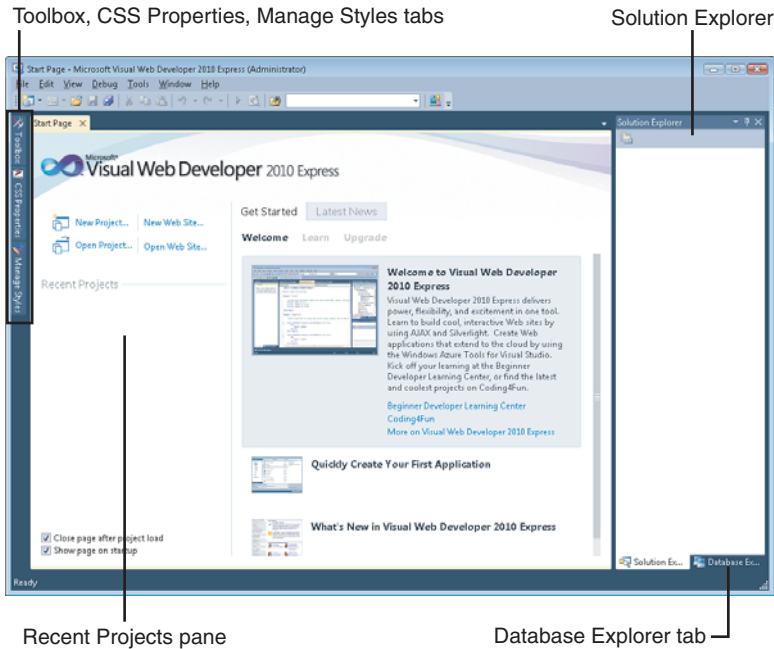 Toolbox, CSS Properties, Manage Styles tabs
Solution Explorer
Start Page - Microsoft Visual Web Developer 2010 Express (Administrator)
File Edit View Debug Tools Window Help
Toolbox
CSS Properties
Manage Styles
Start Page
Solution Explorer
Microsoft®
Visual Web Developer 2010 Express
New Project...
New Web Site...
Open Project...
Open Web Site...
Recent Projects
Get Started
Latest News
Welcome
Learn
Upgrade
Welcome to Visual Web Developer
2010 Express
Visual Web Developer 2010 Express delivers
power, flexibility, and excitement in one tool.
Learn to build cool, interactive Web sites by
using AJAX and Silverlight. Create Web
applications that extend to the cloud by using
the Windows Azure Tools for Visual Studio.
Kick off your learning at the Beginner
Developer Learning Center, or find the latest
and coolest projects on Coding4Fun.
Beginner Developer Learning Center
Coding4Fun
More on Visual Web Developer 2010 Express
Quickly Create Your First Application
What's New in Visual Web Developer 2010 Express
Close page after project load
Show page on startup
Solution Ex...
Database Ex...
Ready
Recent Projects pane
Database Explorer tab